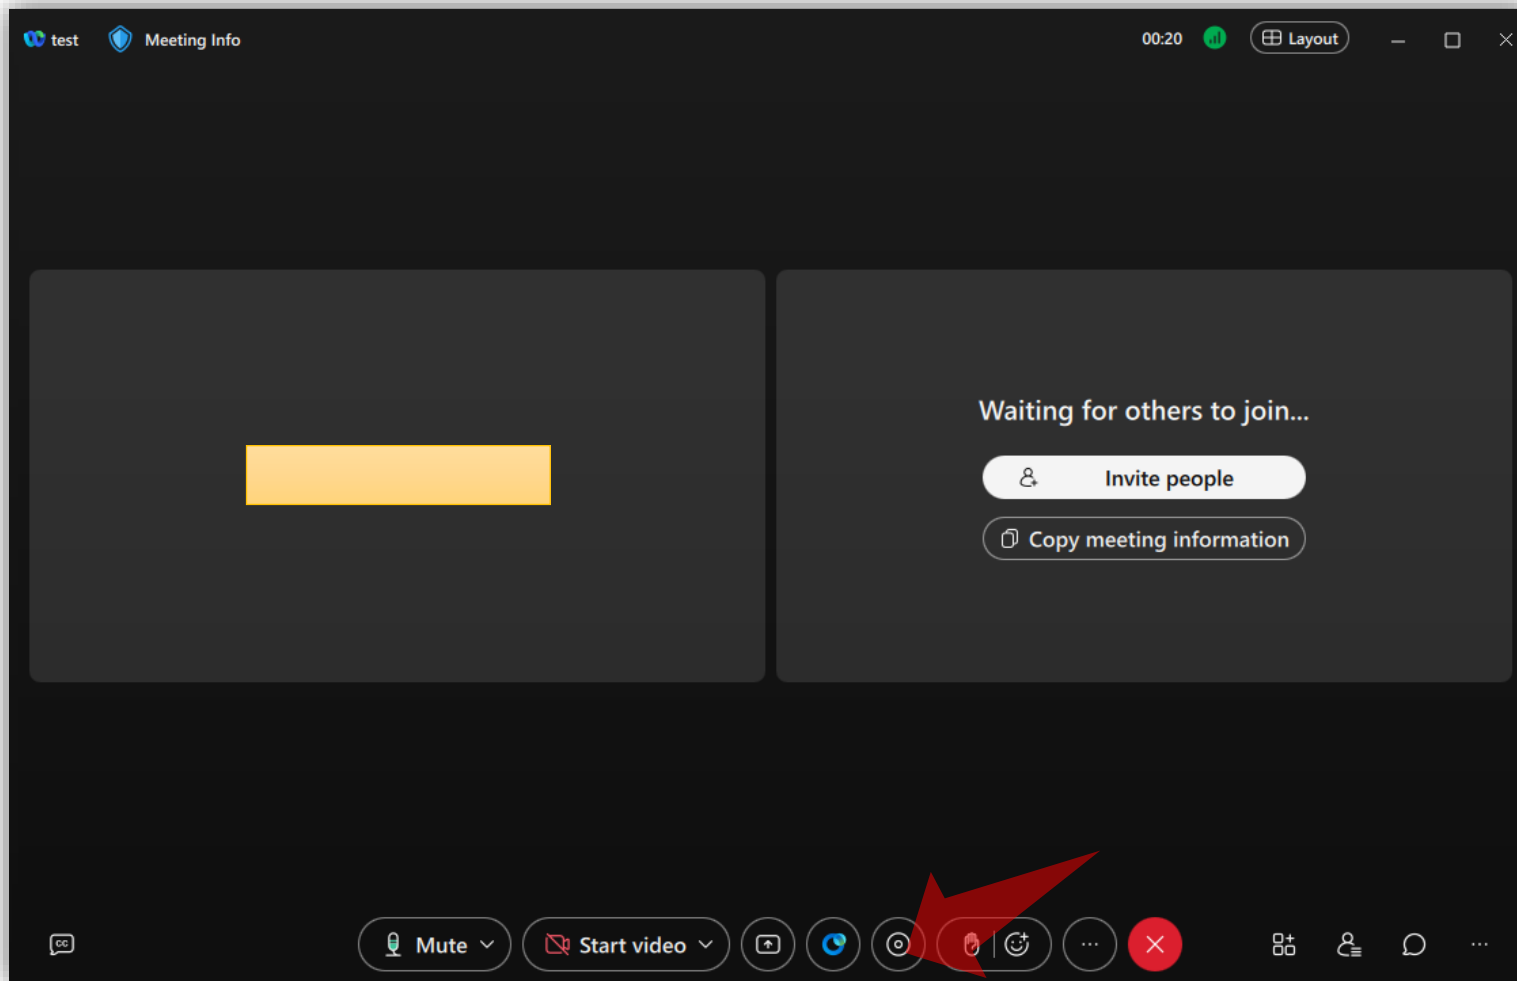 test Meeting Info 00:20 Layout
Waiting for others to join...
Invite people
Copy meeting information
CC Mute Start video